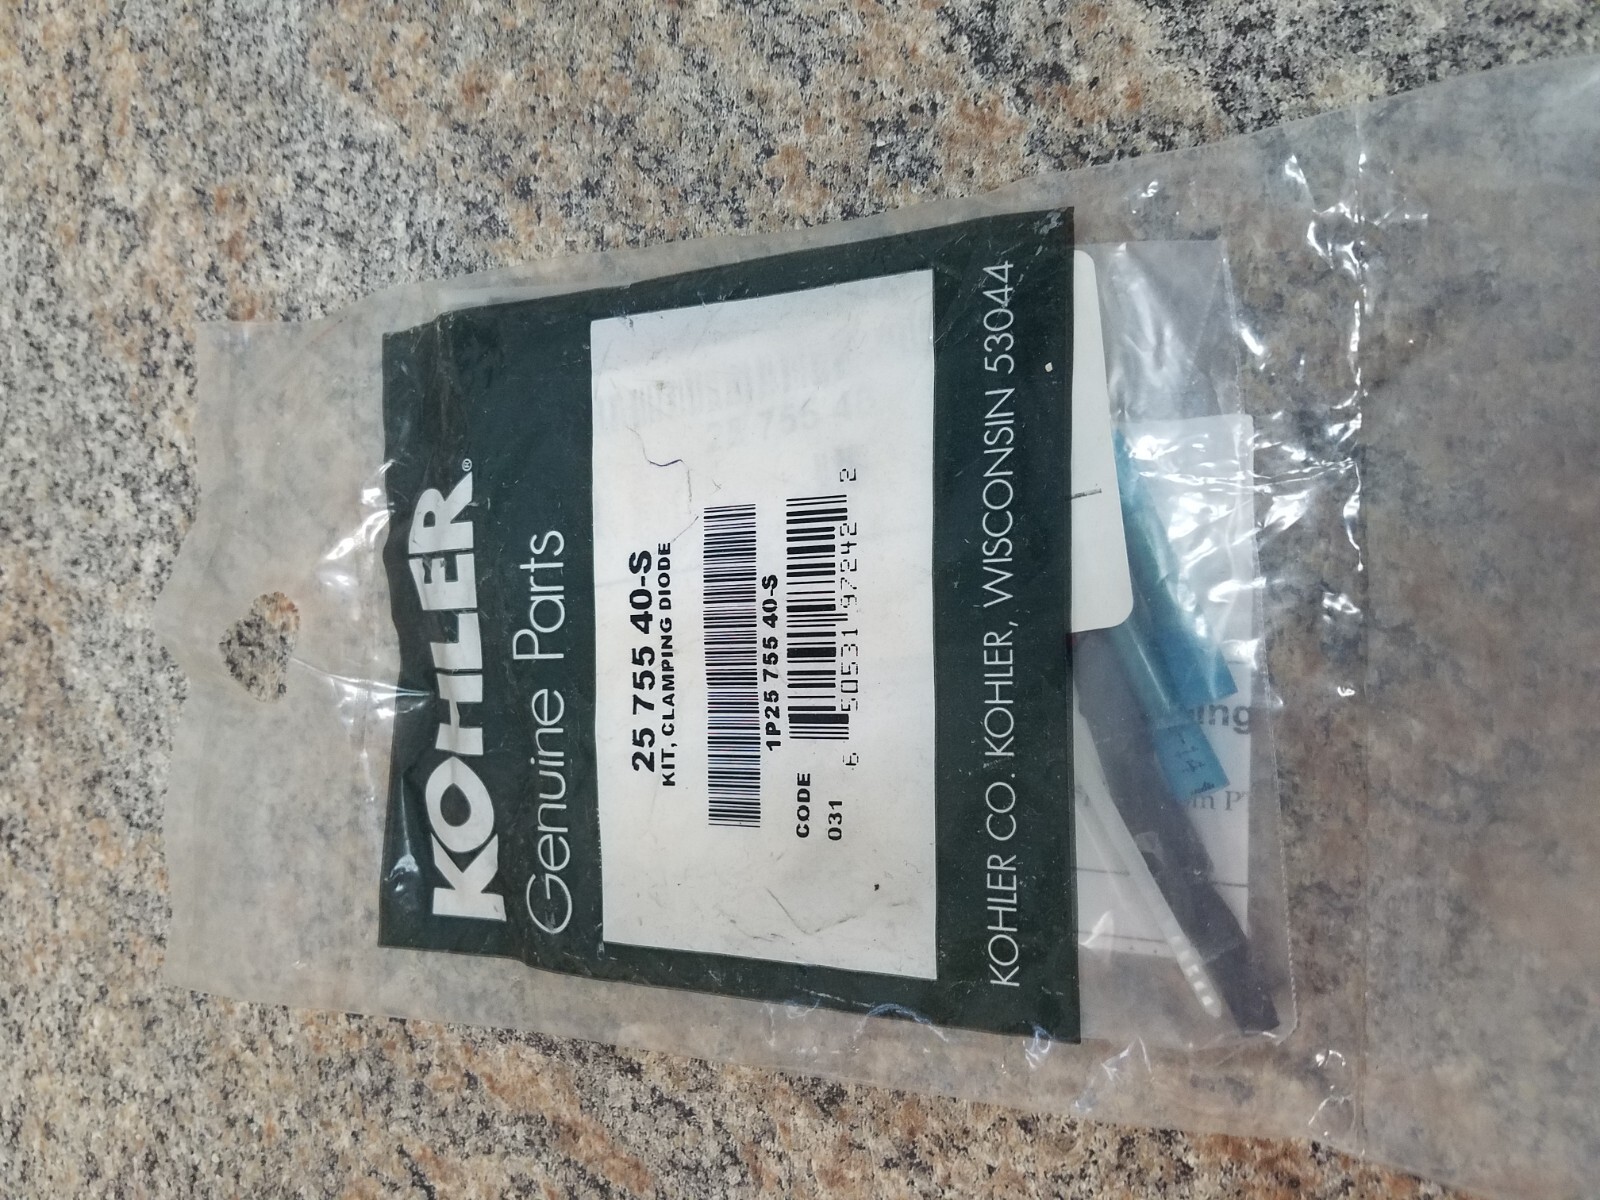 KOHLER®
Genuine Parts
25 755 40-S
KIT, CLAMPING DIODE
1P25 755 40-S
CODE
031
6 50531 97242 2
KOHLER CO. KOHLER, WISCONSIN 53044